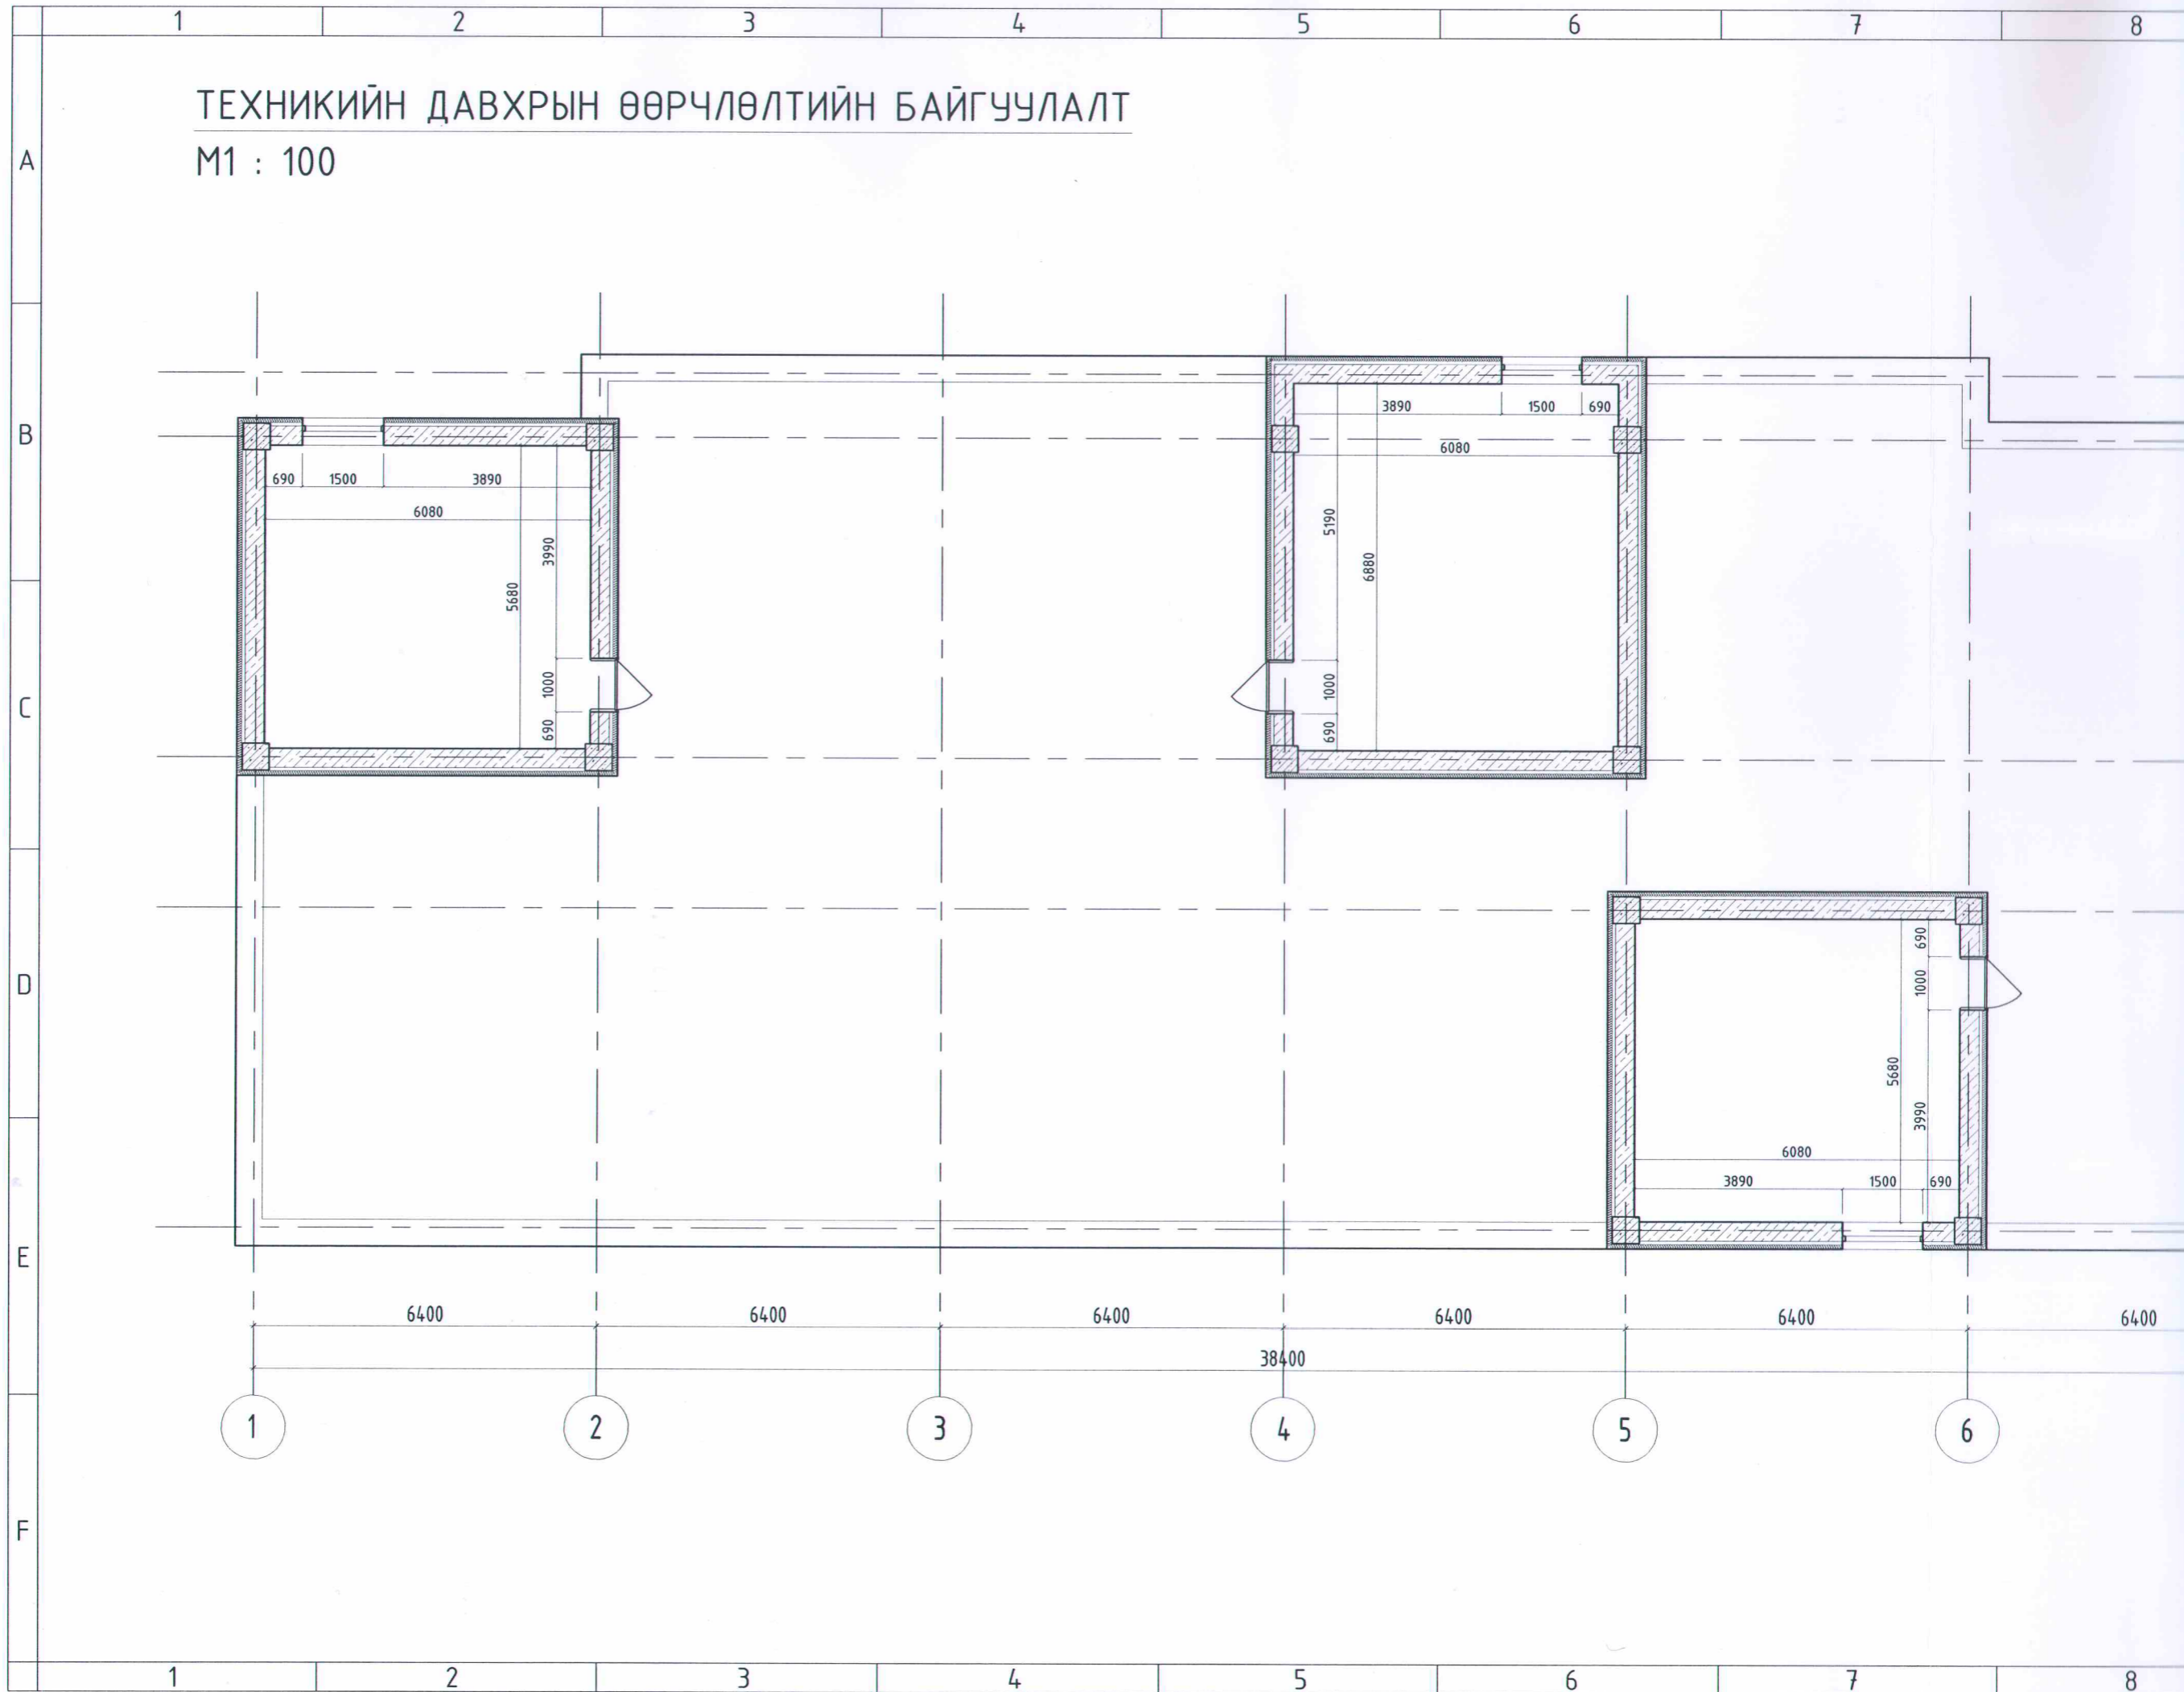 1 2 3 4 5 6 7 8
ТЕХНИКИЙН ДАВХРЫН ӨӨРЧЛӨЛТИЙН БАЙГУУЛАЛТ
A
М1 : 100
B
3890 1500 690
6080
690 1500 3890
6080
5190
3990
6880
5680
C
1000
1000
690
690
D
690
1000
5680
3990
6080
3890 1500 690
E
6400 6400 6400 6400 6400 6400
38400
1 2 3 4 5 6
F
1 2 3 4 5 6 7 8